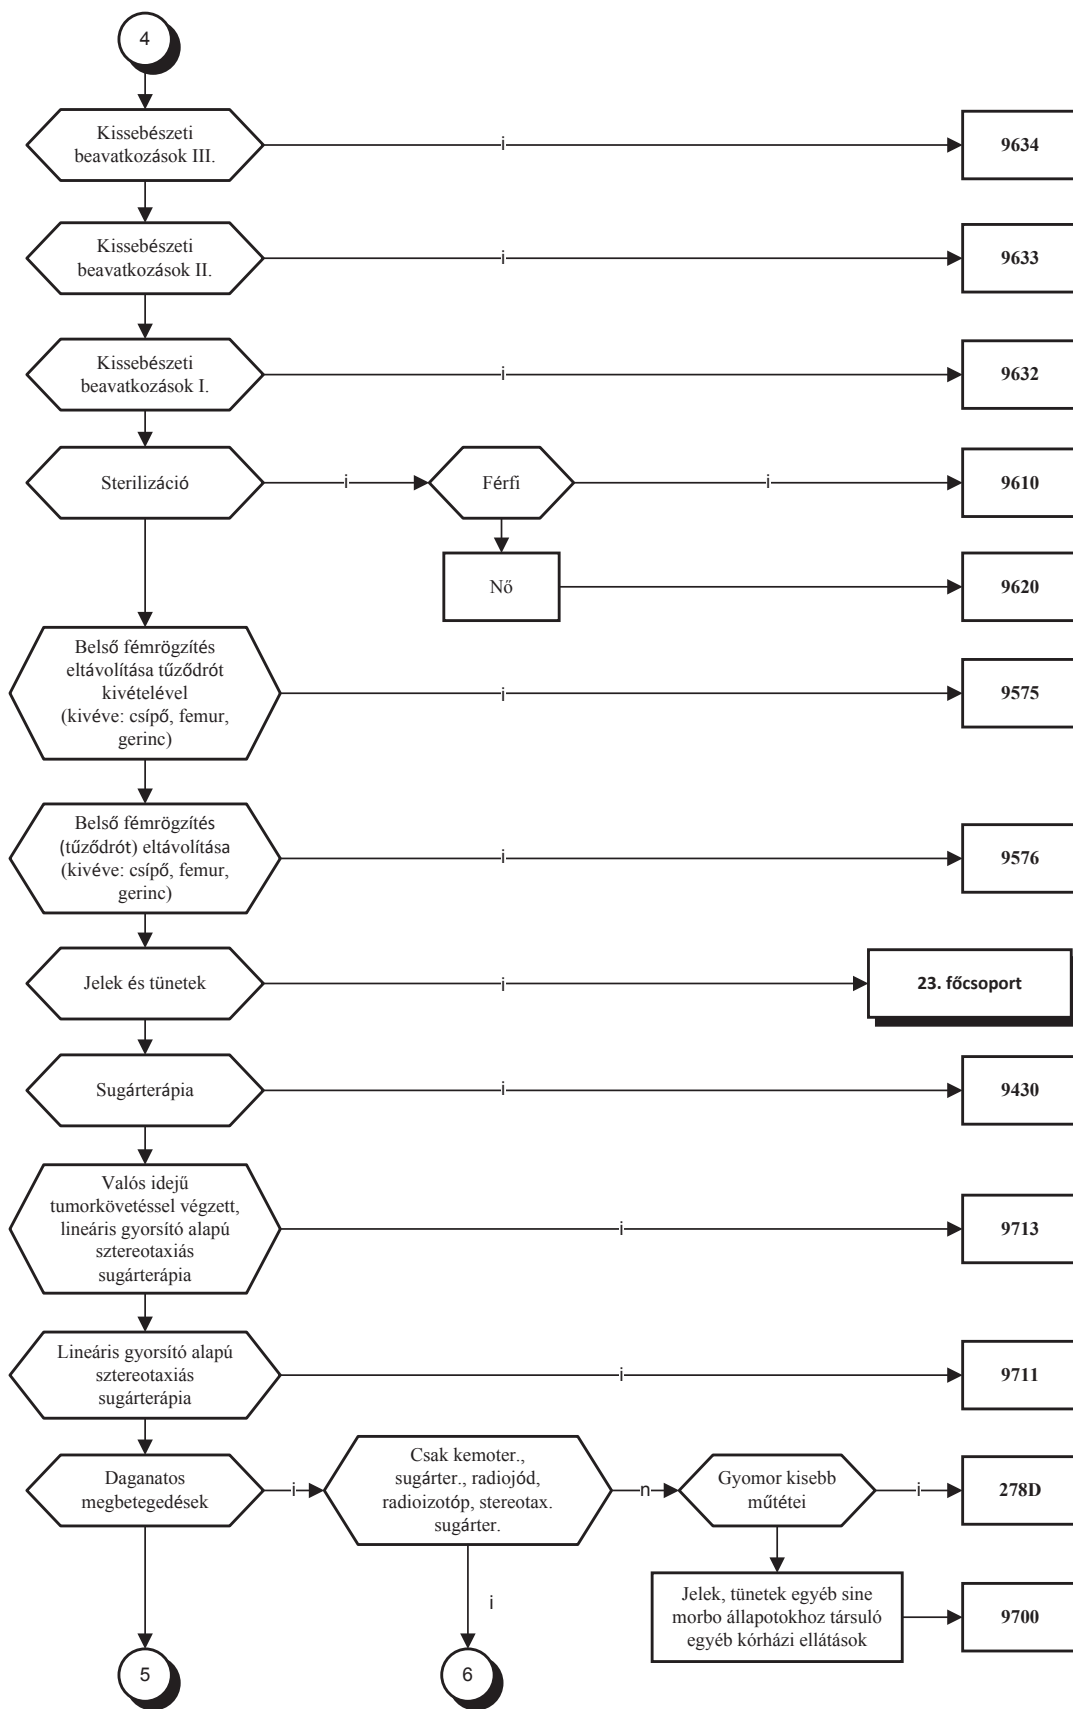 4
Kissebészeti
beavatkozások III.
i
9634
Kissebészeti
beavatkozások II.
i
9633
Kissebészeti
beavatkozások I.
i
9632
Sterilizáció
i
Férfi
i
9610
Nő
9620
Belső fémrögzítés
eltávolítása tűződrót
kivételével
(kivéve: csípő, femur,
gerinc)
i
9575
Belső fémrögzítés
(tűződrót) eltávolítása
(kivéve: csípő, femur,
gerinc)
i
9576
Jelek és tünetek
i
23. főcsoport
Sugárterápia
i
9430
Valós idejű
tumorkövetéssel végzett,
lineáris gyorsító alapú
sztereotaxiás
sugárterápia
i
9713
Lineáris gyorsító alapú
sztereotaxiás
sugárterápia
i
9711
Daganatos
megbetegedések
i
Csak kemoter.,
sugárter., radiojód,
radioizotóp, stereotax.
sugárter.
n
Gyomor kisebb
műtétei
i
278D
i
Jelek, tünetek egyéb sine
morbo állapotokhoz társuló
egyéb kórházi ellátások
9700
5
6